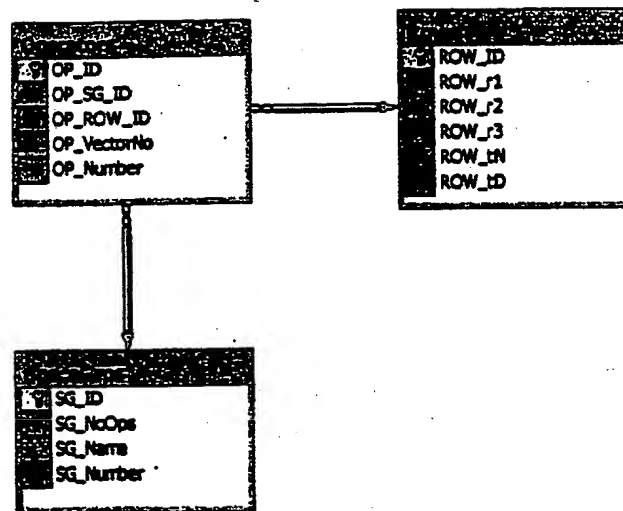 OP_ID
OP_SG_ID
OP_ROW_ID
OP_VectorNo
OP_Number
ROW_ID
ROW_r1
ROW_r2
ROW_r3
ROW_tN
ROW_tD
SG_ID
SG_NoOps
SG_Name
SG_Number